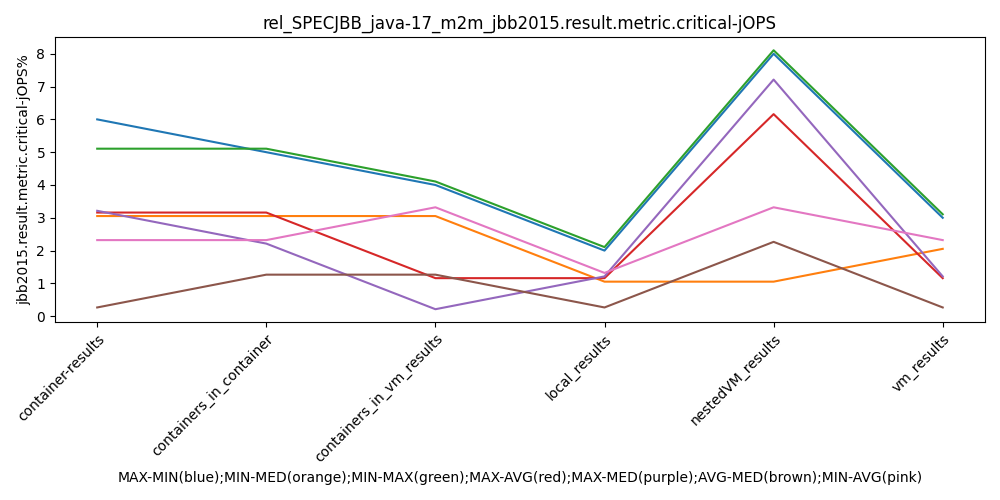 rel_SPECJBB_java-17_m2m_jbb2015.result.metric.critical-jOPS
jbb2015.result.metric.critical-jOPS%
8
7
6
5
4
3
2
1
0
container-results
containers_in_container
containers_in_vm_results
local_results
nestedVM_results
vm_results
MAX-MIN(blue);MIN-MED(orange);MIN-MAX(green);MAX-AVG(red);MAX-MED(purple);AVG-MED(brown);MIN-AVG(pink)